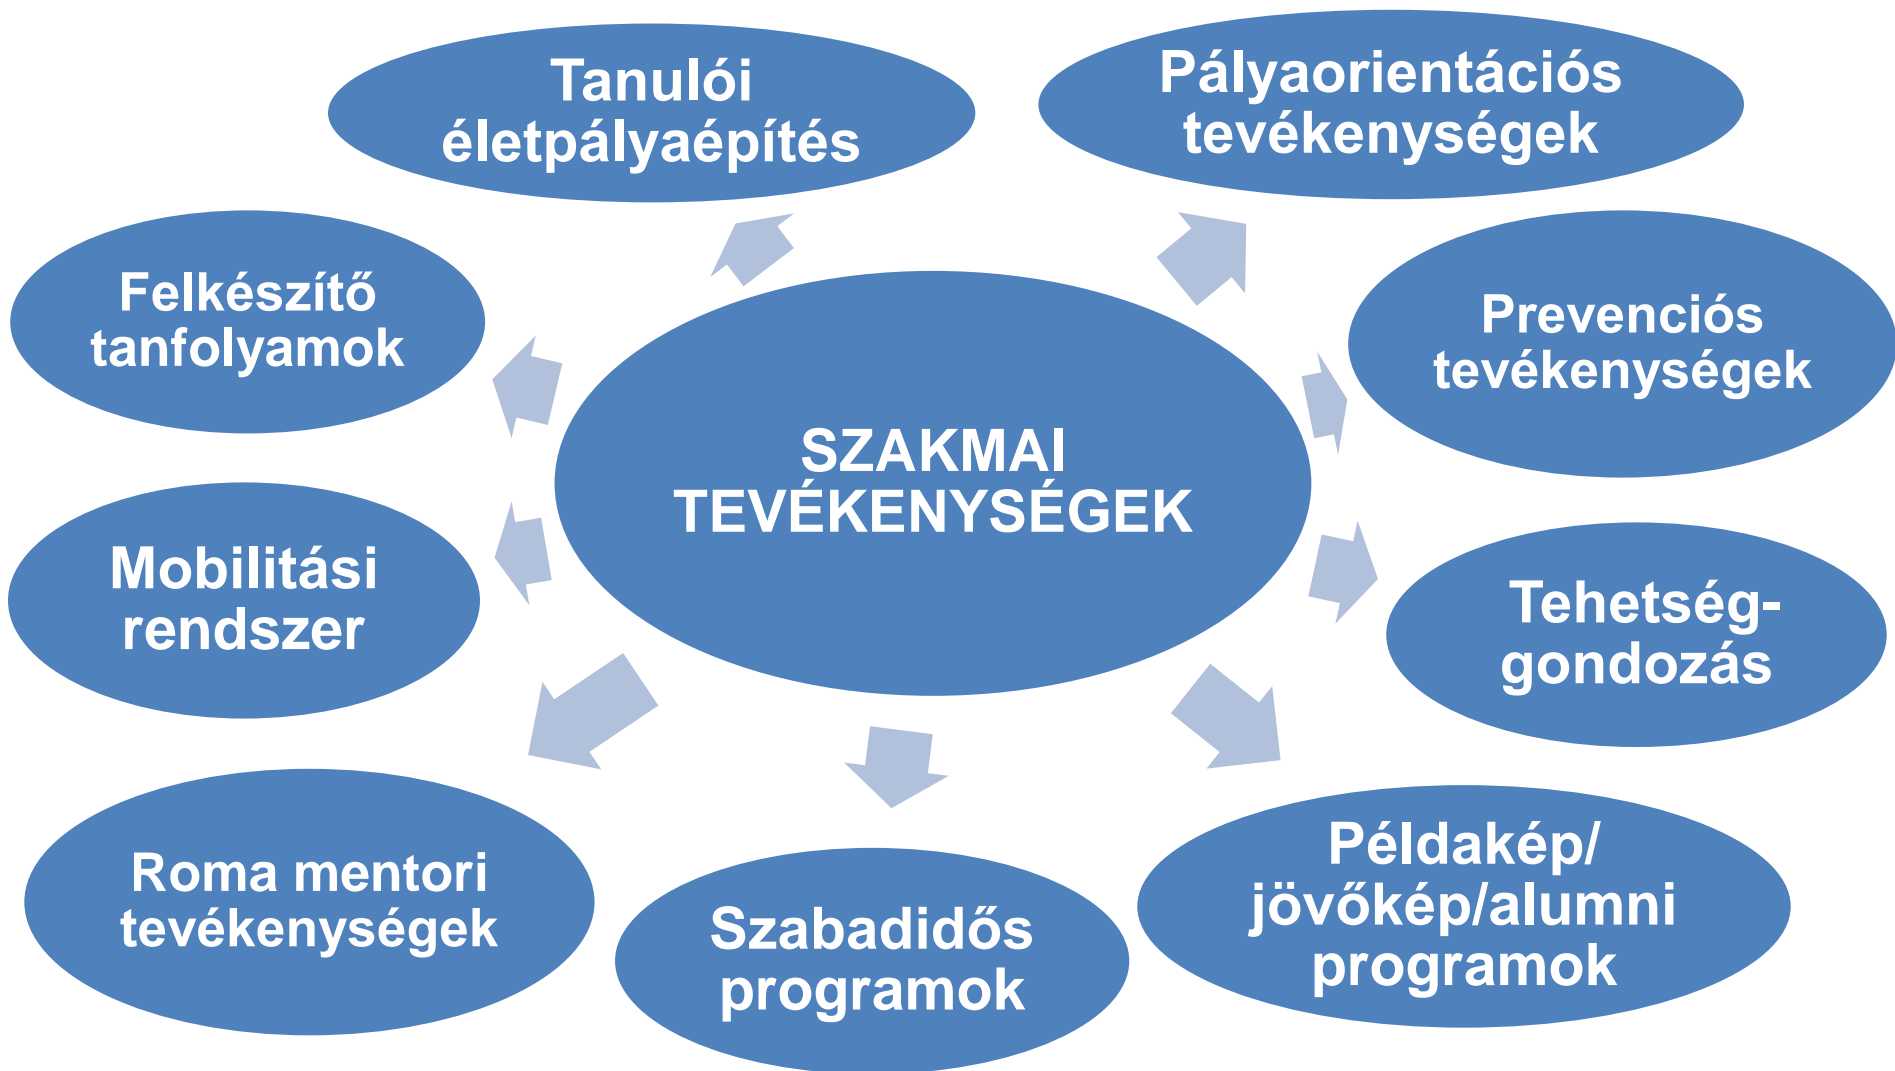 Tanulói
életpályaépítés
Pályaorientációs
tevékenységek
Felkészítő
tanfolyamok
Prevenciós
tevékenységek
SZAKMAI
TEVÉKENYSÉGEK
Mobilitási
rendszer
Tehetség-
gondozás
Roma mentori
tevékenységek
Szabadidős
programok
Példakép/
jövőkép/alumni
programok